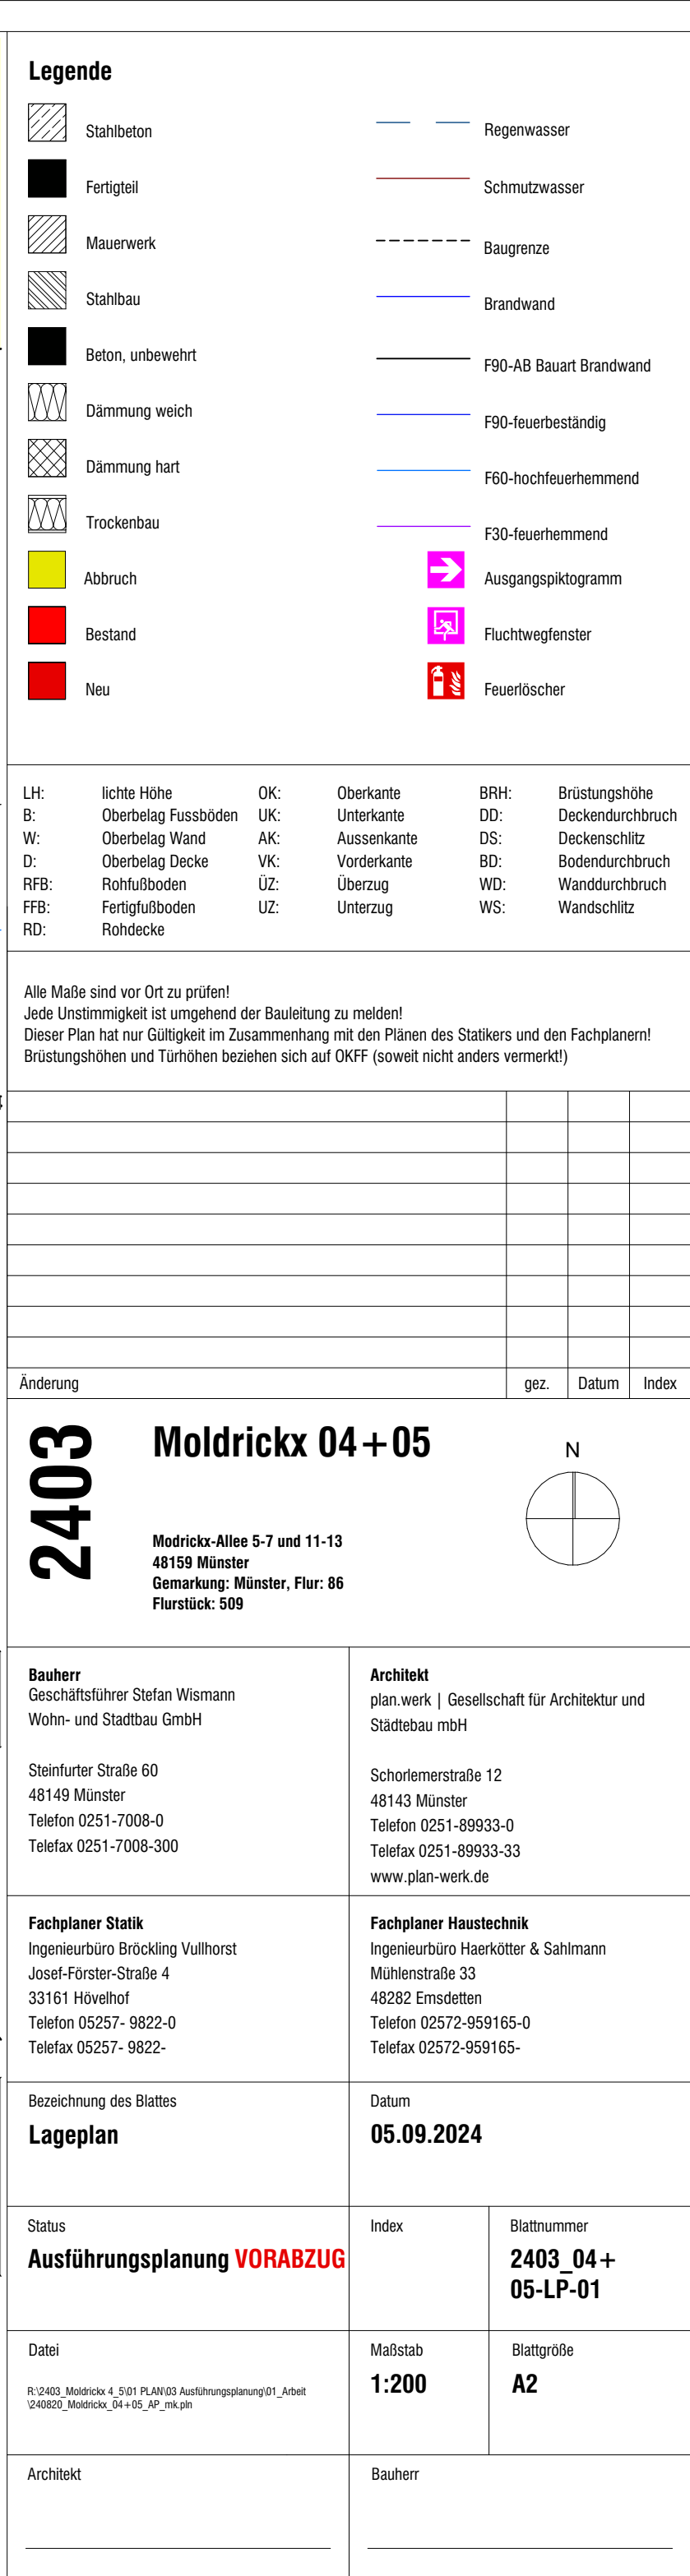 Legende
Stahlbeton
Fertigteil
Mauerwerk
Stahlbau
Beton, unbewehrt
Dämmung weich
Dämmung hart
Trockenbau
Abbruch
Bestand
Neu
Regenwasser
Schmutzwasser
Baugrenze
Brandwand
F90-AB Bauart Brandwand
F90-feuerbeständig
F60-hochfeuerhemmend
F30-feuerhemmend
Ausgangspiktogramm
Fluchtwegfenster
Feuerlöscher
LH: lichte Höhe
B: Oberbelag Fussböden
W: Oberbelag Wand
D: Oberbelag Decke
RFB: Rohfußboden
FFB: Fertigfußboden
RD: Rohdecke
OK: Oberkante
UK: Unterkante
AK: Aussenkante
VK: Vorderkante
ÜZ: Überzug
UZ: Unterzug
BRH: Brüstungshöhe
DD: Deckendurchbruch
DS: Deckenschlitz
BD: Bodendurchbruch
WD: Wanddurchbruch
WS: Wandschlitz
Alle Maße sind vor Ort zu prüfen!
Jede Unstimmigkeit ist umgehend der Bauleitung zu melden!
Dieser Plan hat nur Gültigkeit im Zusammenhang mit den Plänen des Statikers und den Fachplanern!
Brüstungshöhen und Türhöhen beziehen sich auf OKFF (soweit nicht anders vermerkt!)
Änderung gez. Datum Index
2403
Moldrickx 04+05
N
Modrickx-Allee 5-7 und 11-13
48159 Münster
Gemarkung: Münster, Flur: 86
Flurstück: 509
Bauherr
Geschäftsführer Stefan Wismann
Wohn- und Stadtbau GmbH
Steinfurter Straße 60
48149 Münster
Telefon 0251-7008-0
Telefax 0251-7008-300
Architekt
plan.werk | Gesellschaft für Architektur und
Städtebau mbH
Schorlemerstraße 12
48143 Münster
Telefon 0251-89933-0
Telefax 0251-89933-33
www.plan-werk.de
Fachplaner Statik
Ingenieurbüro Bröckling Vullhorst
Josef-Förster-Straße 4
33161 Hövelhof
Telefon 05257- 9822-0
Telefax 05257- 9822-
Fachplaner Haustechnik
Ingenieurbüro Haerkötter & Sahlmann
Mühlenstraße 33
48282 Emsdetten
Telefon 02572-959165-0
Telefax 02572-959165-
Bezeichnung des Blattes
Lageplan
Datum
05.09.2024
Status
Ausführungsplanung VORABZUG
Index
Blattnummer
2403_04+
05-LP-01
Datei
R:\2403_Moldrickx 4_5\01 PLAN\03 Ausführungsplanung\01_Arbeit
\240820_Moldrickx_04+05_AP_mk.pln
Maßstab
1:200
Blattgröße
A2
Architekt
Bauherr